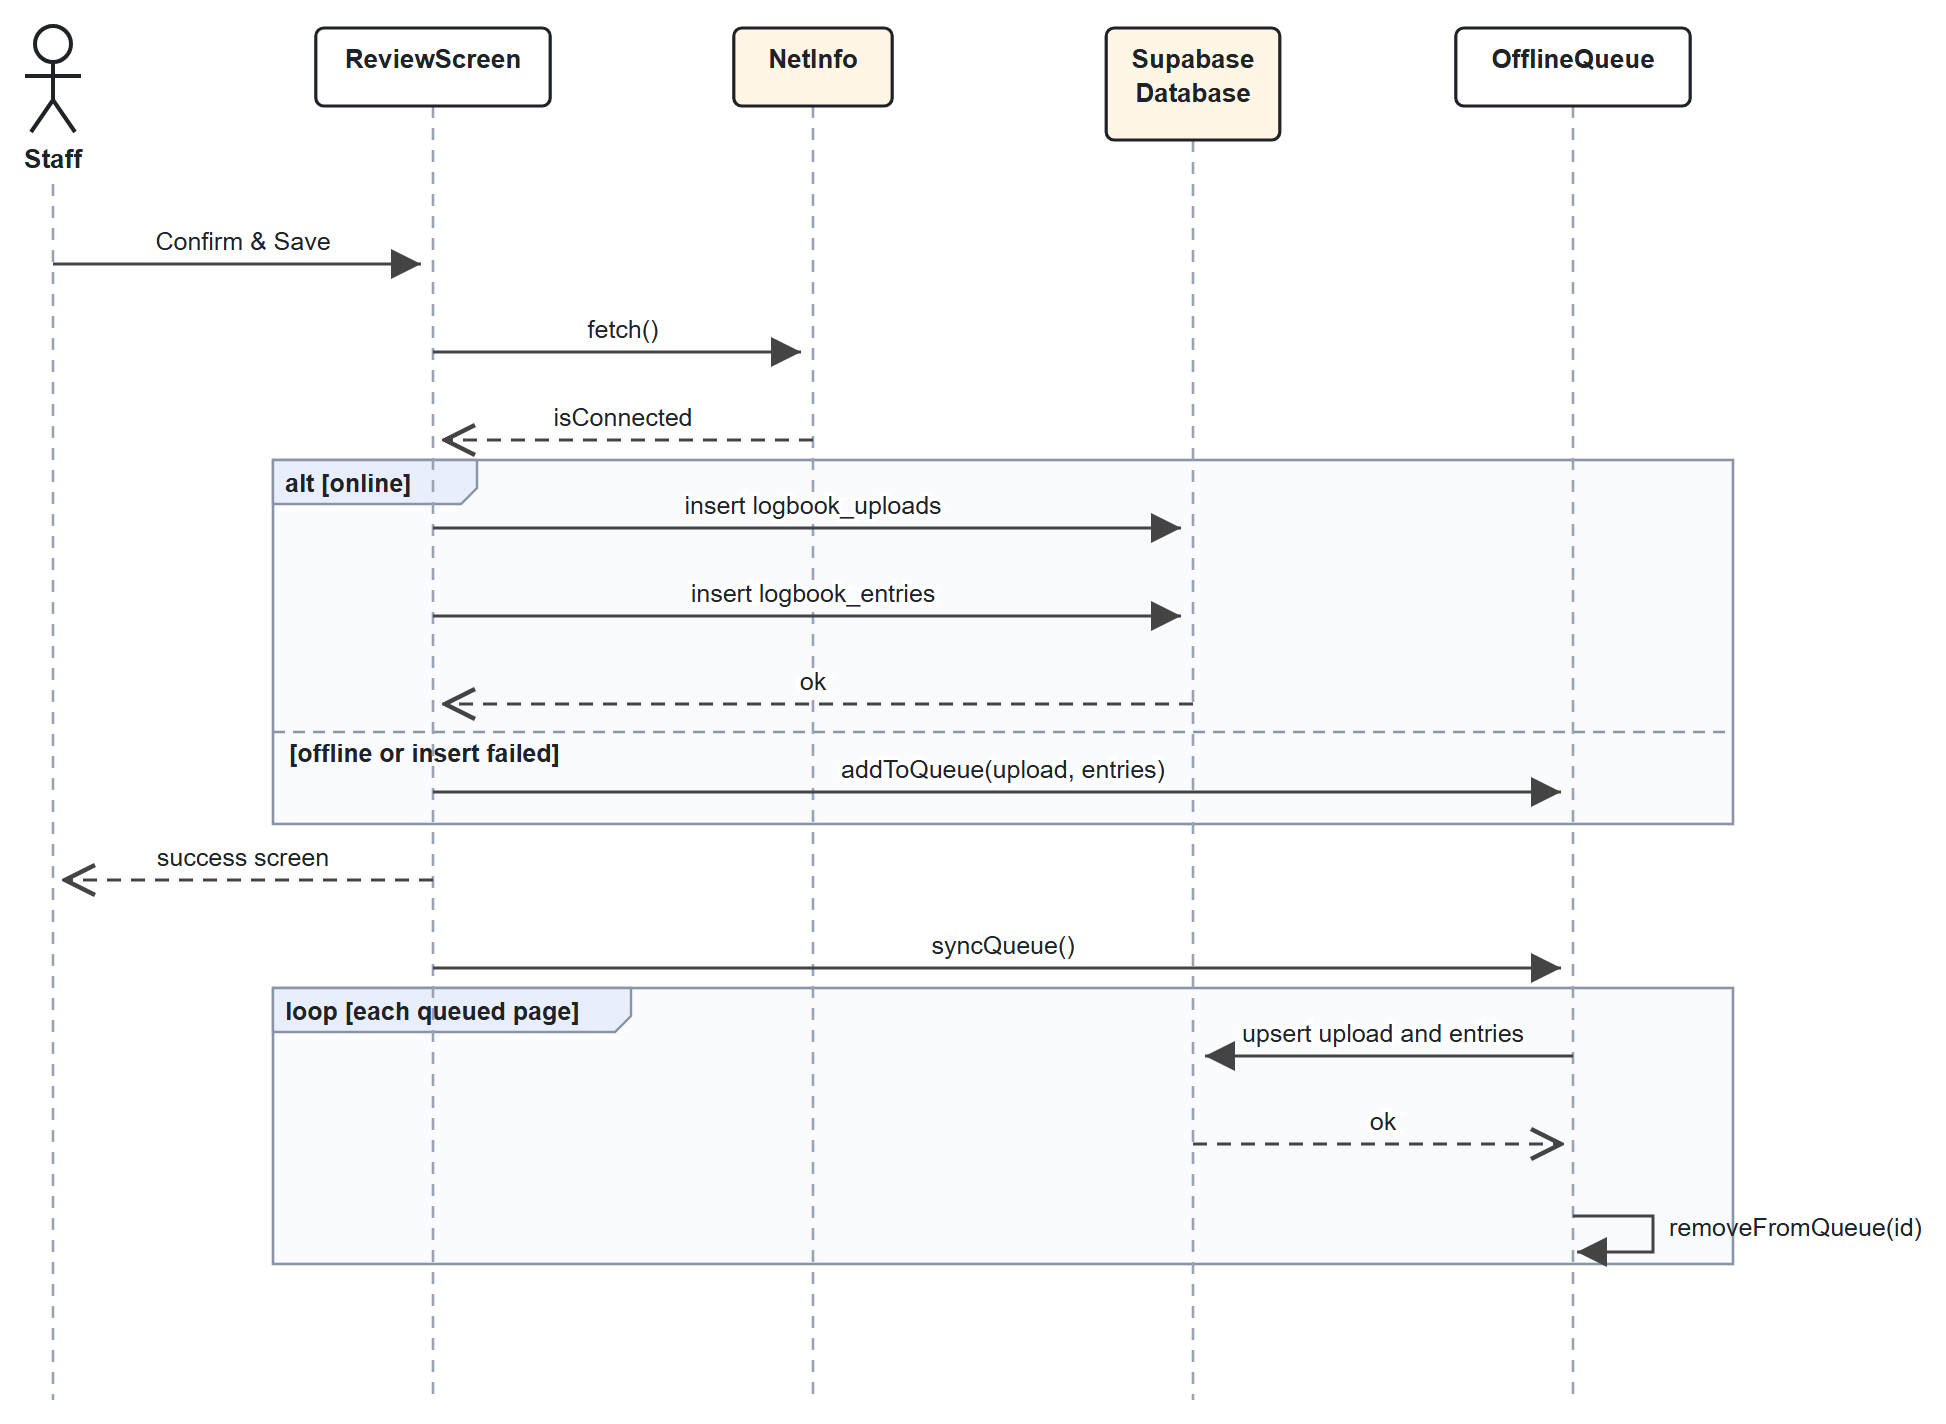 Staff
ReviewScreen
NetInfo
Supabase
Database
OfflineQueue
Confirm & Save
fetch()
isConnected
alt [online]
insert logbook_uploads
insert logbook_entries
ok
[offline or insert failed]
addToQueue(upload, entries)
success screen
syncQueue()
loop [each queued page]
upsert upload and entries
ok
removeFromQueue(id)